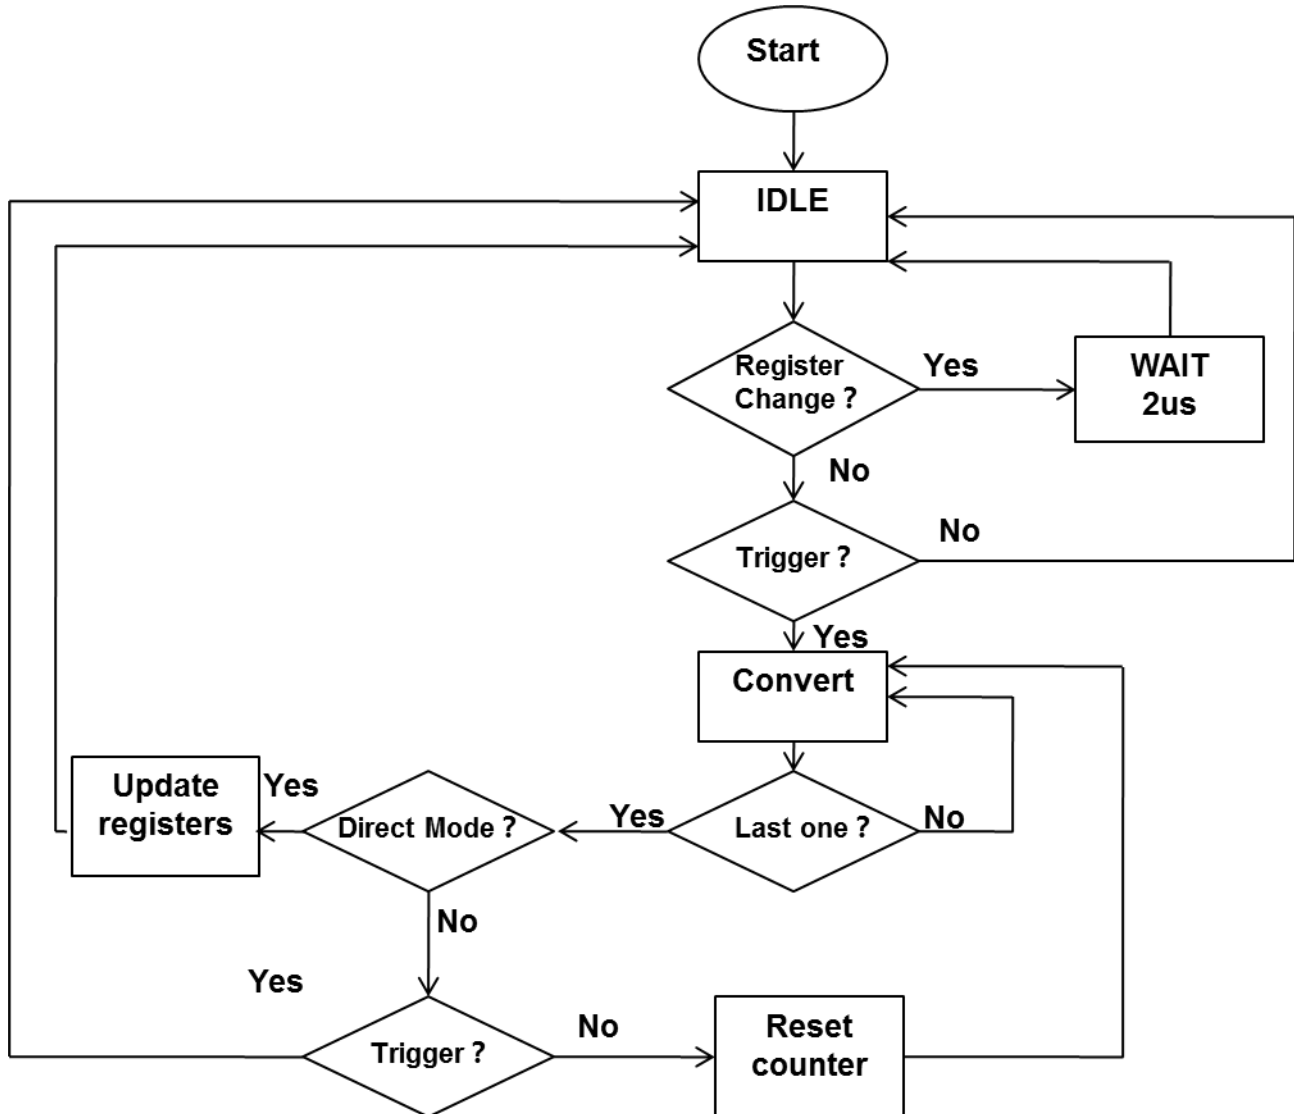 Start
IDLE
Register
Change ?
Yes
WAIT
2us
No
Trigger ?
No
Yes
Convert
Last one ?
No
Yes
Direct Mode ?
Yes
Update
registers
No
Yes
Trigger ?
No
Reset
counter